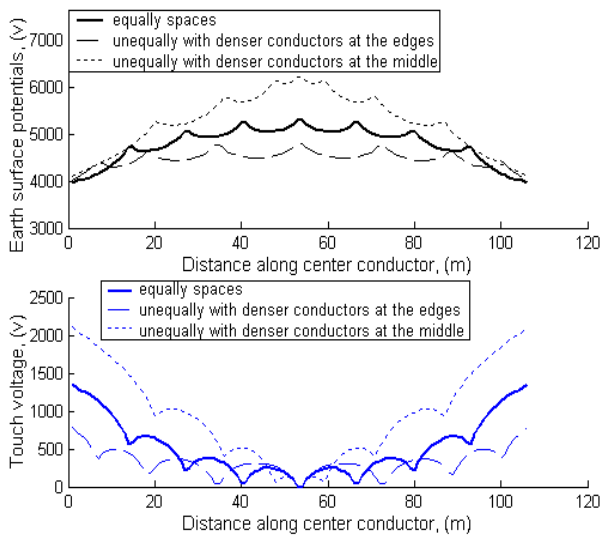 equally spaces
unequally with denser conductors at the edges
unequally with denser conductors at the middle
Earth surface potentials, (v)
7000
6000
5000
4000
3000
0 20 40 60 80 100 120
Distance along center conductor, (m)
equally spaces
unequally with denser conductors at the edges
unequally with denser conductors at the middle
Touch voltage, (v)
2500
2000
1500
1000
500
0
0 20 40 60 80 100 120
Distance along center conductor, (m)